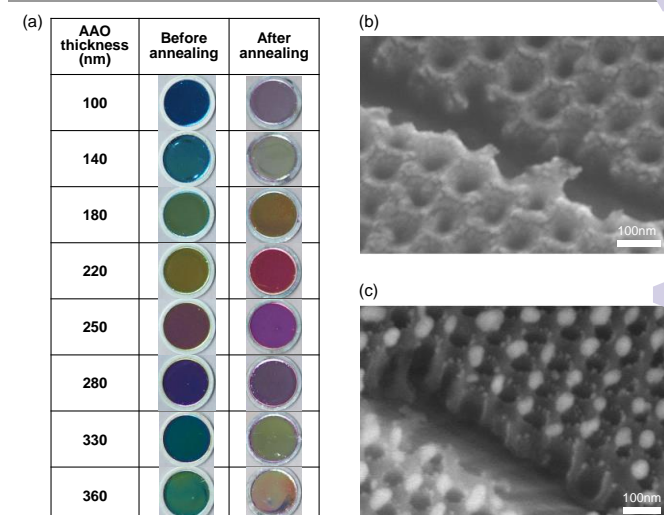 (a)
AAO thickness (nm) Before annealing After annealing
100
140
180
220
250
280
330
360
(b)
100nm
(c)
100nm